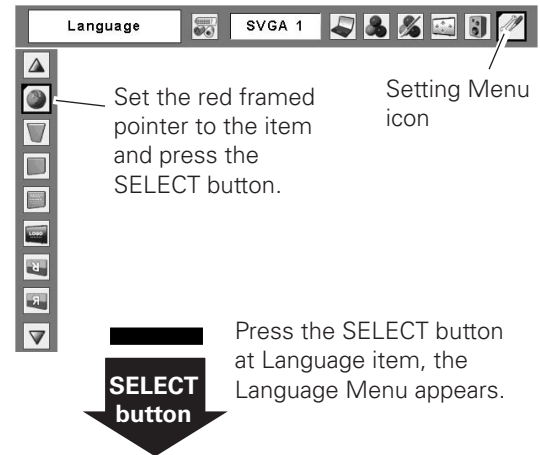 Language
SVGA 1
Setting Menu
icon
Set the red framed
pointer to the item
and press the
SELECT button.
LOGO
R
R
Press the SELECT button
at Language item, the
Language Menu appears.
SELECT
button